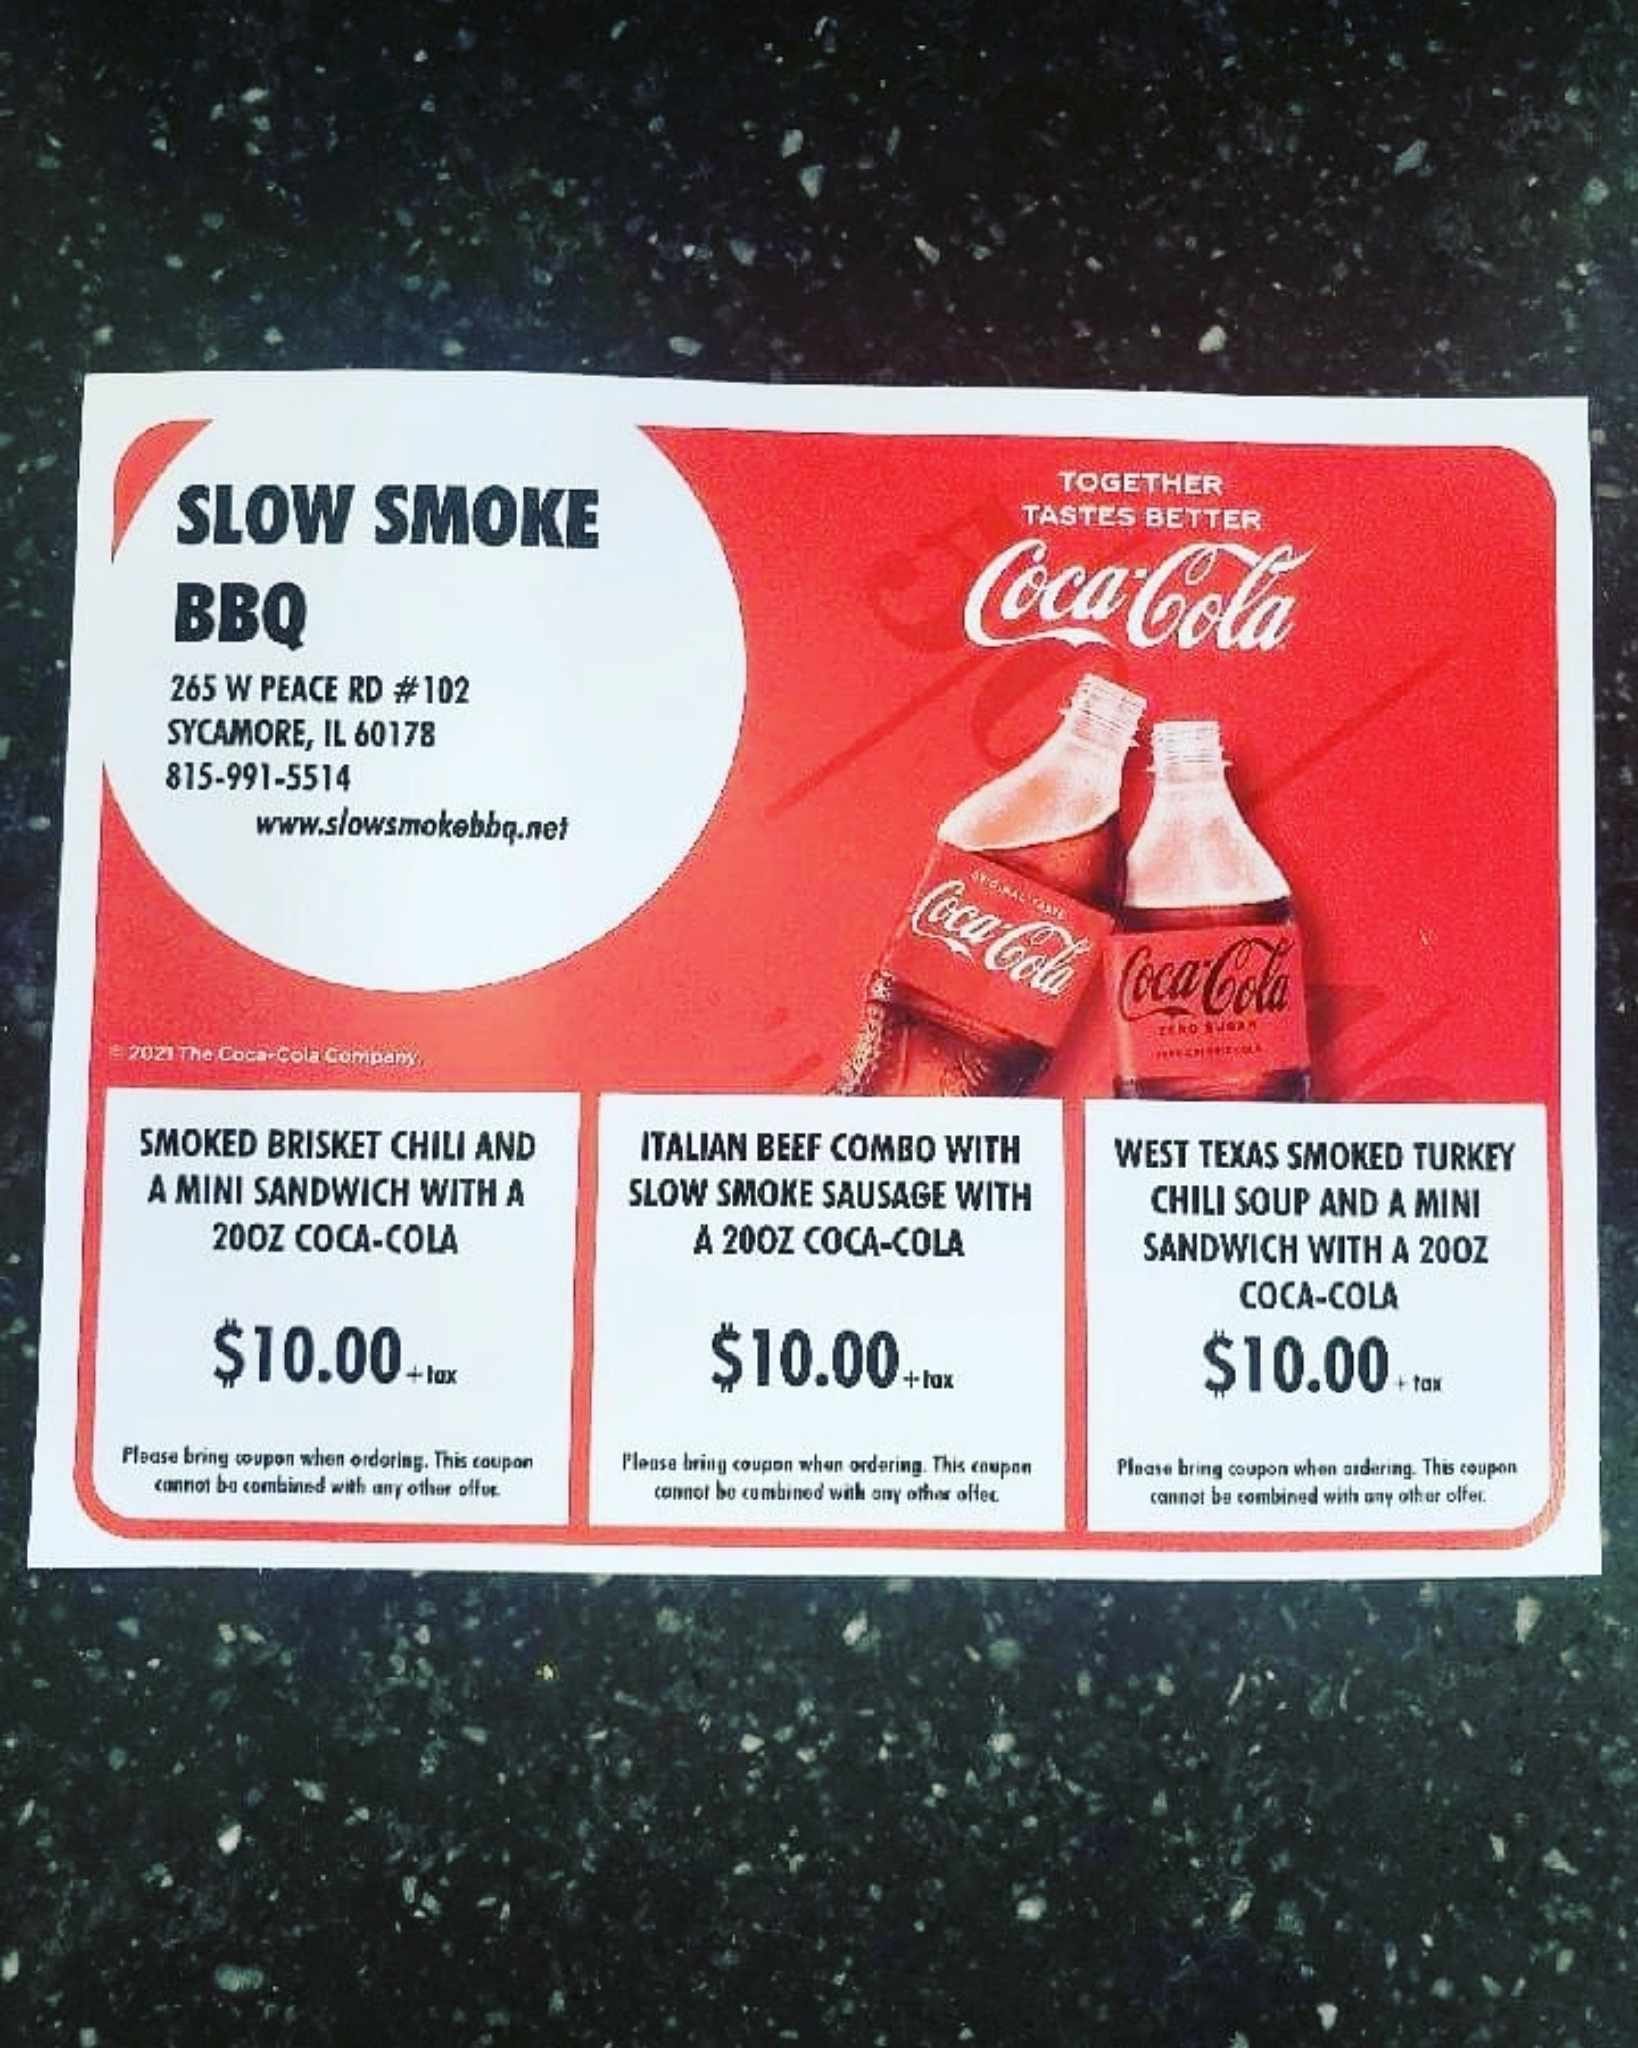 SLOW SMOKE
BBQ
265 W PEACE RD #102
SYCAMORE, IL 60178
815-991-5514
www.slowsmokebbq.net
TOGETHER
TASTES BETTER
Coca-Cola
ORIGINAL TASTE
Coca-Cola
Coca-Cola
ZERO SUGAR
© 2021 The Coca-Cola Company.
SMOKED BRISKET CHILI AND
A MINI SANDWICH WITH A
20OZ COCA-COLA
$10.00 + tax
Please bring coupon when ordering. This coupon
cannot be combined with any other offer.
ITALIAN BEEF COMBO WITH
SLOW SMOKE SAUSAGE WITH
A 20OZ COCA-COLA
$10.00 + tax
Please bring coupon when ordering. This coupon
cannot be combined with any other offer.
WEST TEXAS SMOKED TURKEY
CHILI SOUP AND A MINI
SANDWICH WITH A 20OZ
COCA-COLA
$10.00 + tax
Please bring coupon when ordering. This coupon
cannot be combined with any other offer.